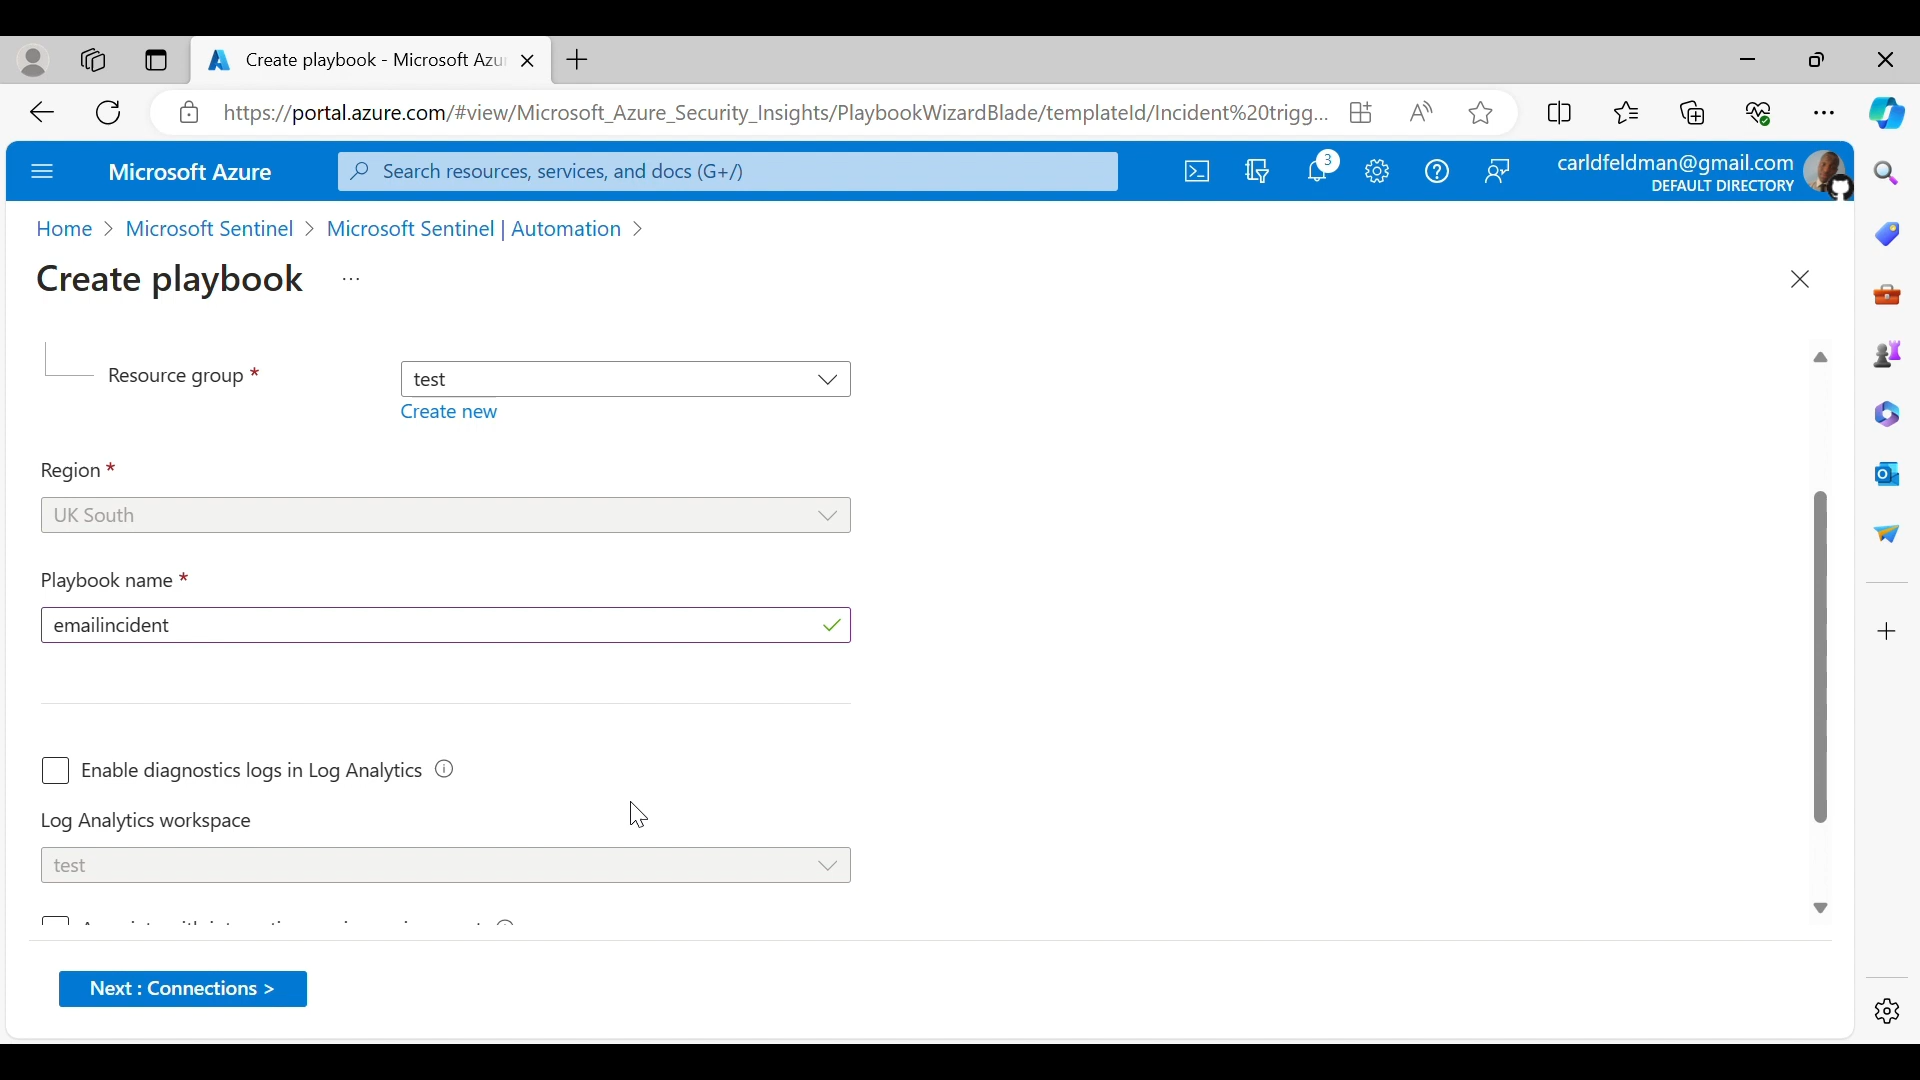 Create playbook - Microsoft Azu
https://portal.azure.com/#view/Microsoft_Azure_Security_Insights/PlaybookWizardBlade/templateId/Incident%20trigg...
Microsoft Azure
Search resources, services, and docs (G+/)
3
carldfeldman@gmail.com
DEFAULT DIRECTORY
Home > Microsoft Sentinel > Microsoft Sentinel | Automation >
Create playbook ...
Resource group *
test
Create new
Region *
UK South
Playbook name *
emailincident
Enable diagnostics logs in Log Analytics
Log Analytics workspace
test
Next : Connections >